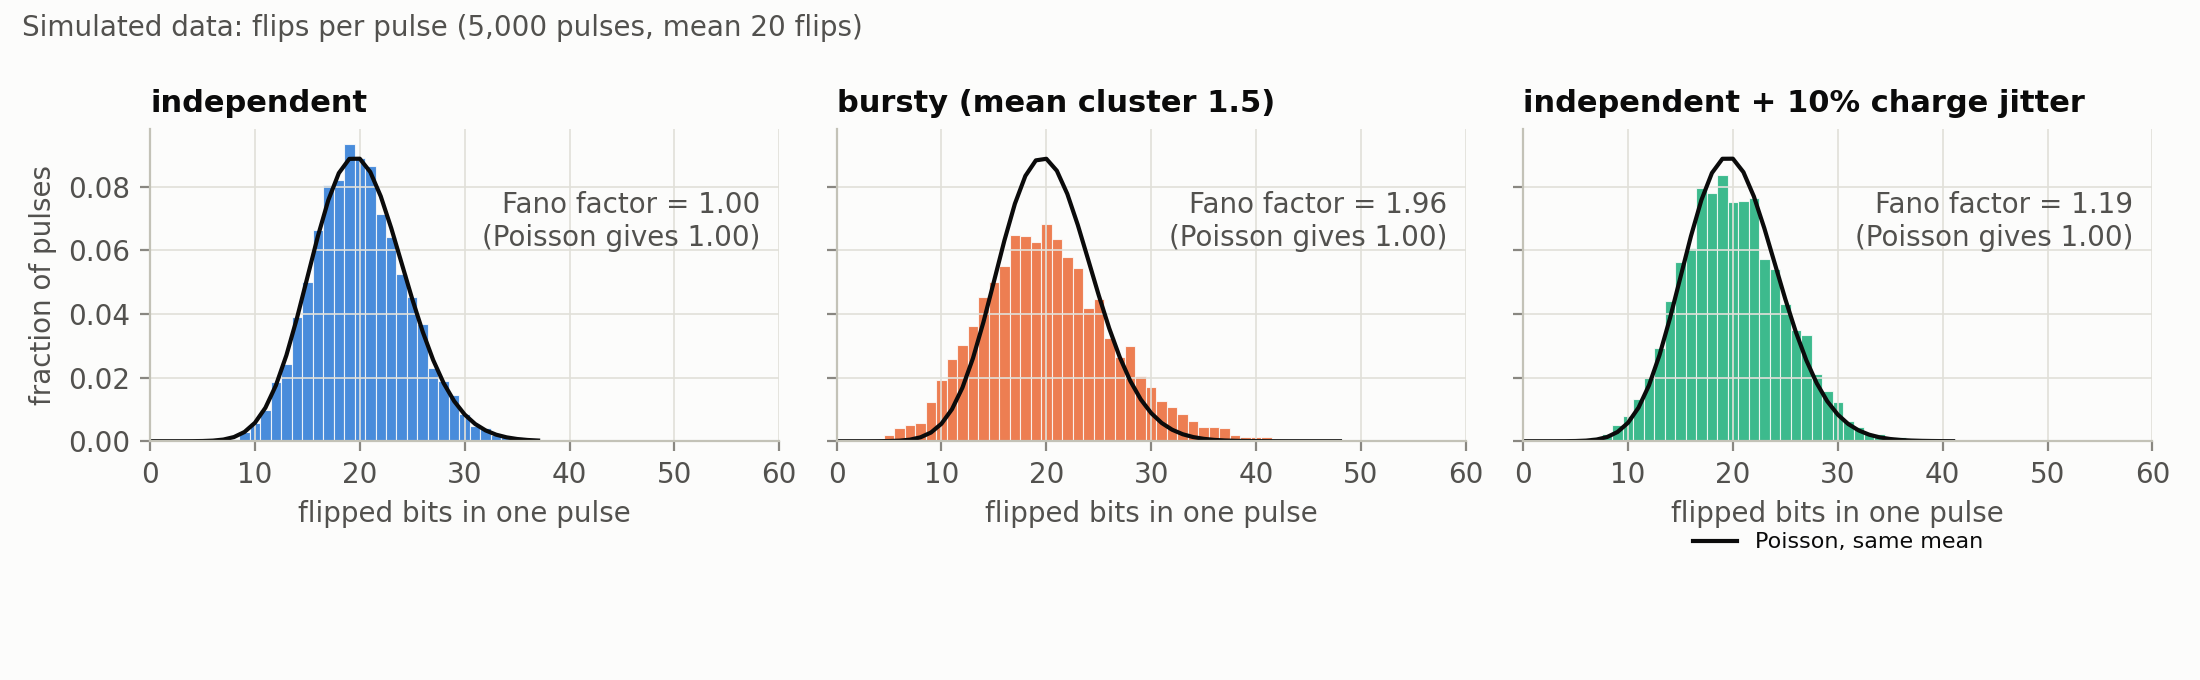 Simulated data: flips per pulse (5,000 pulses, mean 20 flips)
independent
fraction of pulses
0.08
0.06
0.04
0.02
0.00
Fano factor = 1.00
(Poisson gives 1.00)
0 10 20 30 40 50 60
flipped bits in one pulse
bursty (mean cluster 1.5)
Fano factor = 1.96
(Poisson gives 1.00)
0 10 20 30 40 50 60
flipped bits in one pulse
independent + 10% charge jitter
Fano factor = 1.19
(Poisson gives 1.00)
0 10 20 30 40 50 60
flipped bits in one pulse
Poisson, same mean